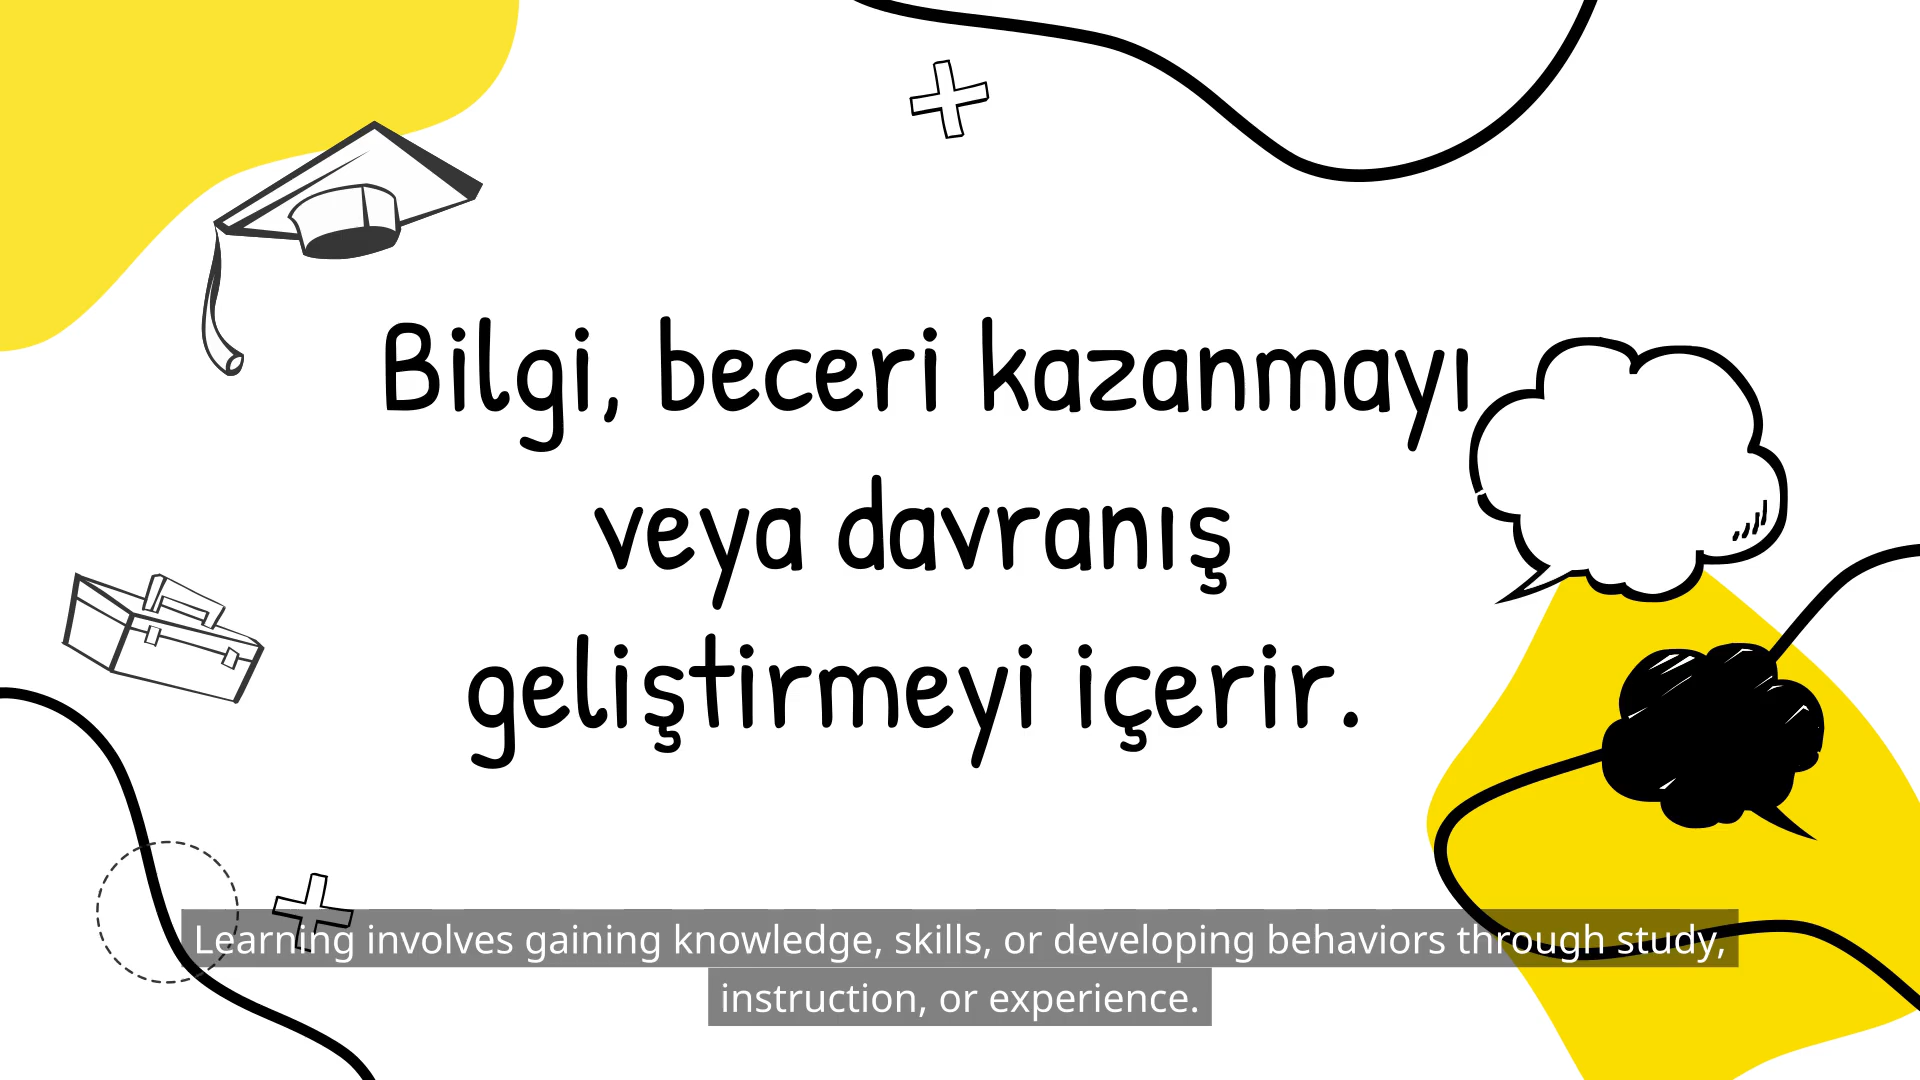 Bilgi, beceri kazanmayı
veya davranış
geliştirmeyi içerir.
Learning involves gaining knowledge, skills, or developing behaviors through study,
instruction, or experience.